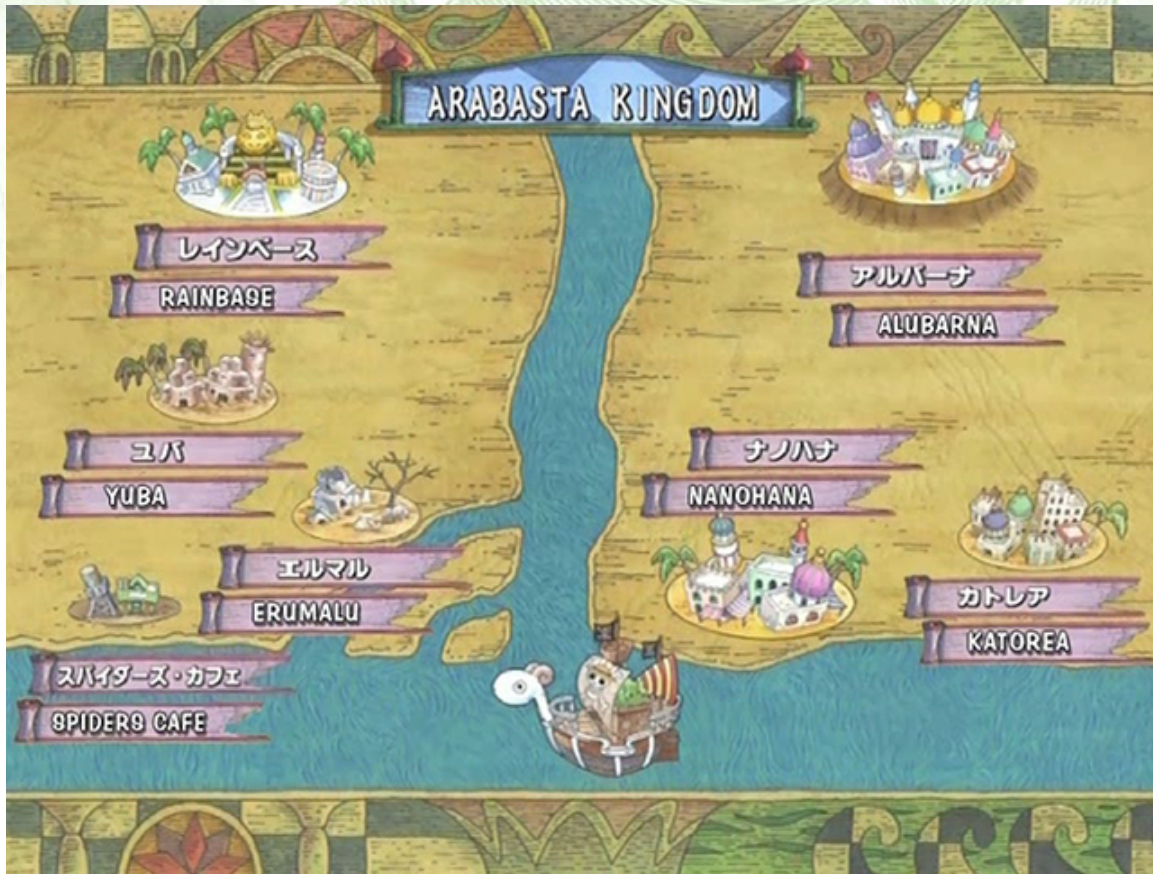 ARABASTA KINGDOM
レインベース
RAINBASE
アルバーナ
ALUBARNA
ユバ
YUBA
ナノハナ
NANOHANA
エルマル
ERUMALU
カトレア
KATOREA
スパイダーズ・カフェ
SPIDERS CAFE